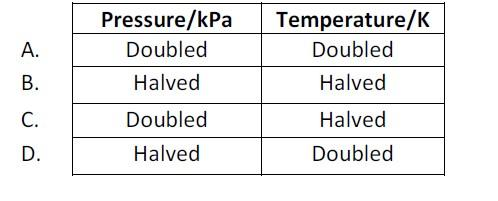 Pressure/kPa Temperature/K
A. Doubled Doubled
B. Halved Halved
C. Doubled Halved
D. Halved Doubled